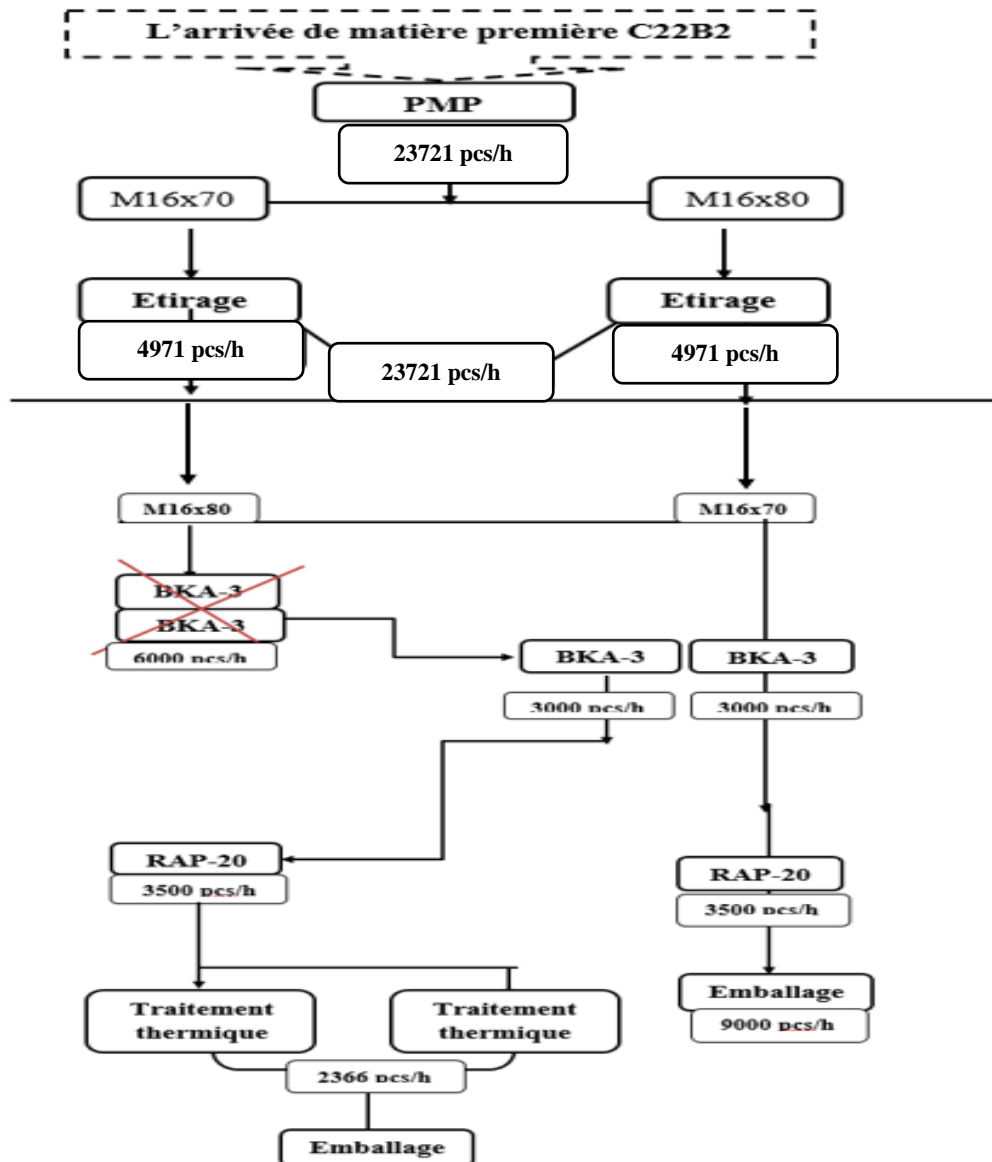 L'arrivée de matière première C22B2
PMP
23721 pcs/h
M16x70
M16x80
Etirage
Etirage
4971 pcs/h
23721 pcs/h
4971 pcs/h
M16x80
M16x70
BKA-3
BKA-3
6000 pcs/h
BKA-3
BKA-3
3000 pcs/h
3000 pcs/h
RAP-20
3500 pcs/h
RAP-20
3500 pcs/h
Traitement
thermique
Traitement
thermique
Emballage
9000 pcs/h
2366 pcs/h
Emballage